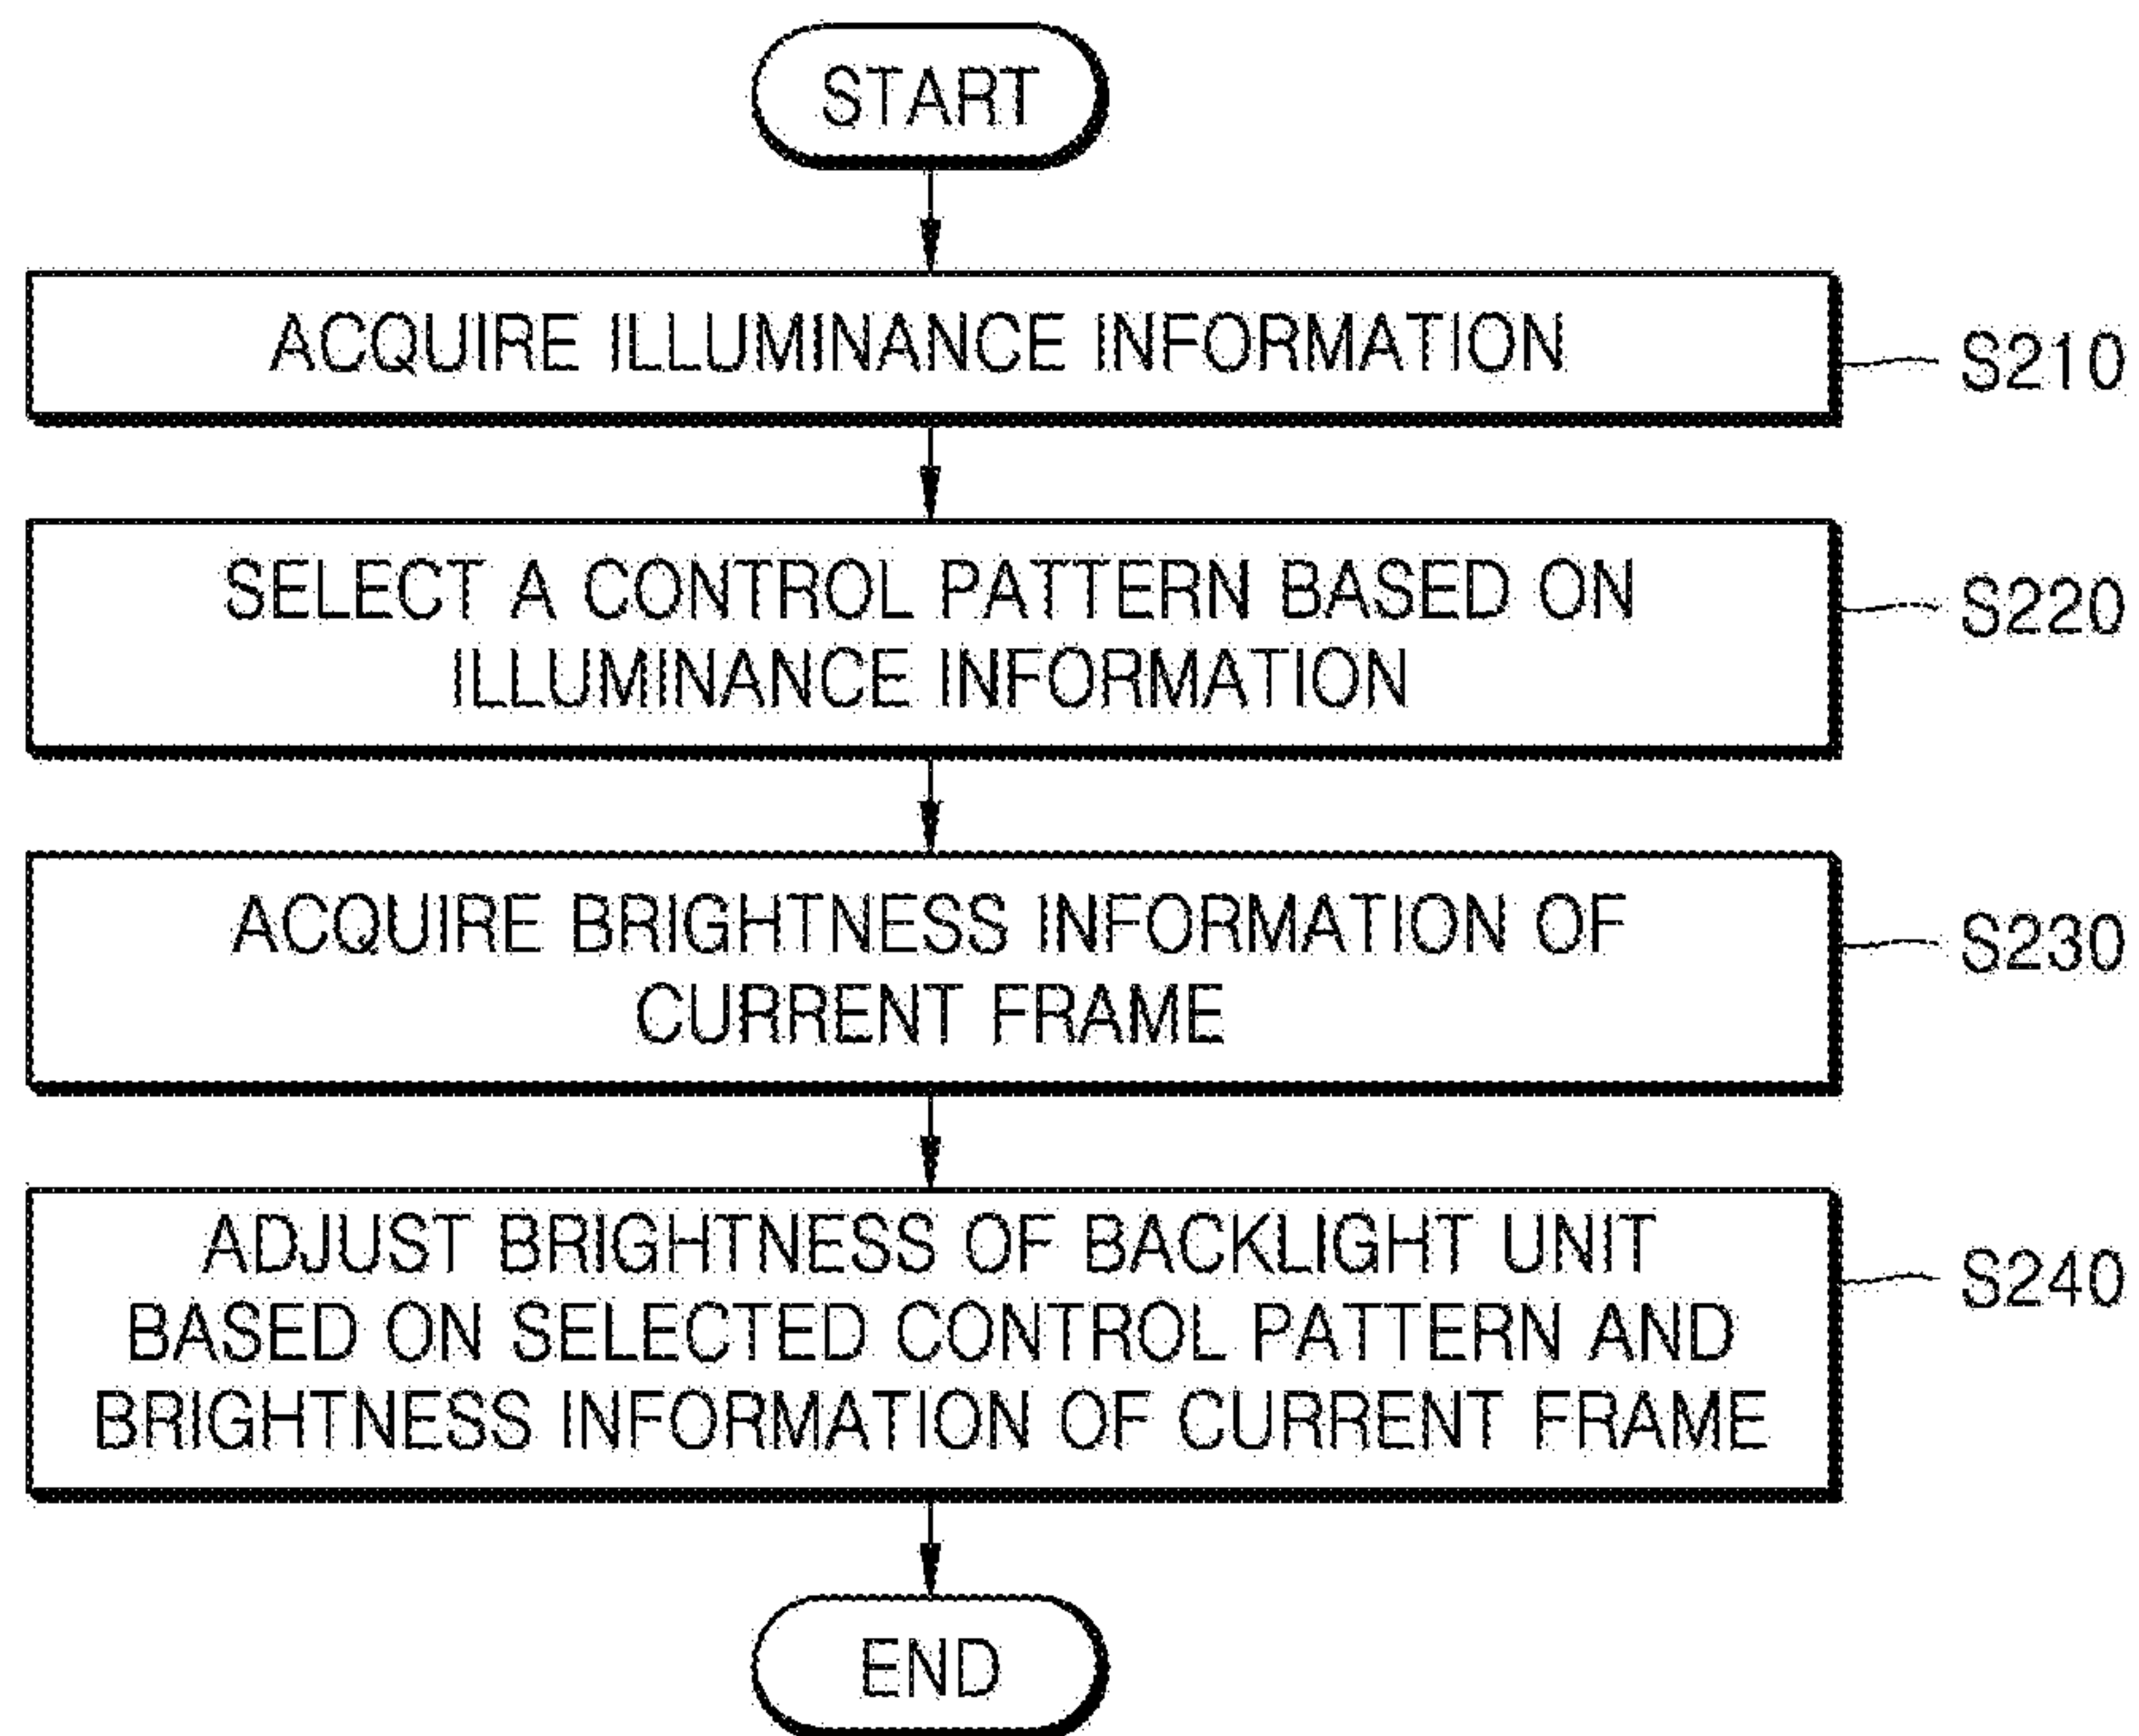 START
ACQUIRE ILLUMINANCE INFORMATION
S210
SELECT A CONTROL PATTERN BASED ON
ILLUMINANCE INFORMATION
S220
ACQUIRE BRIGHTNESS INFORMATION OF
CURRENT FRAME
S230
ADJUST BRIGHTNESS OF BACKLIGHT UNIT
BASED ON SELECTED CONTROL PATTERN AND
BRIGHTNESS INFORMATION OF CURRENT FRAME
S240
END